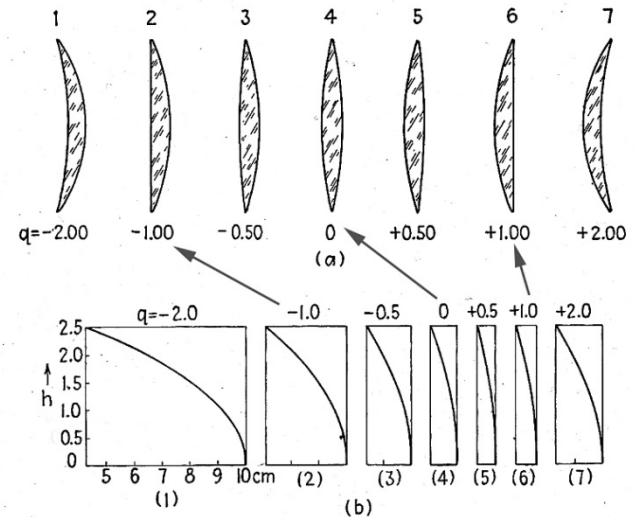 1 2 3 4 5 6 7
q=-2.00 -1.00 -0.50 0 +0.50 +1.00 +2.00
(a)
q=-2.0 -1.0 -0.5 0 +0.5 +1.0 +2.0
2.5
2.0
1.5
h
1.0
0.5
0
5 6 7 8 9 10 cm (2) (3) (4) (5) (6) (7)
(1) (b)